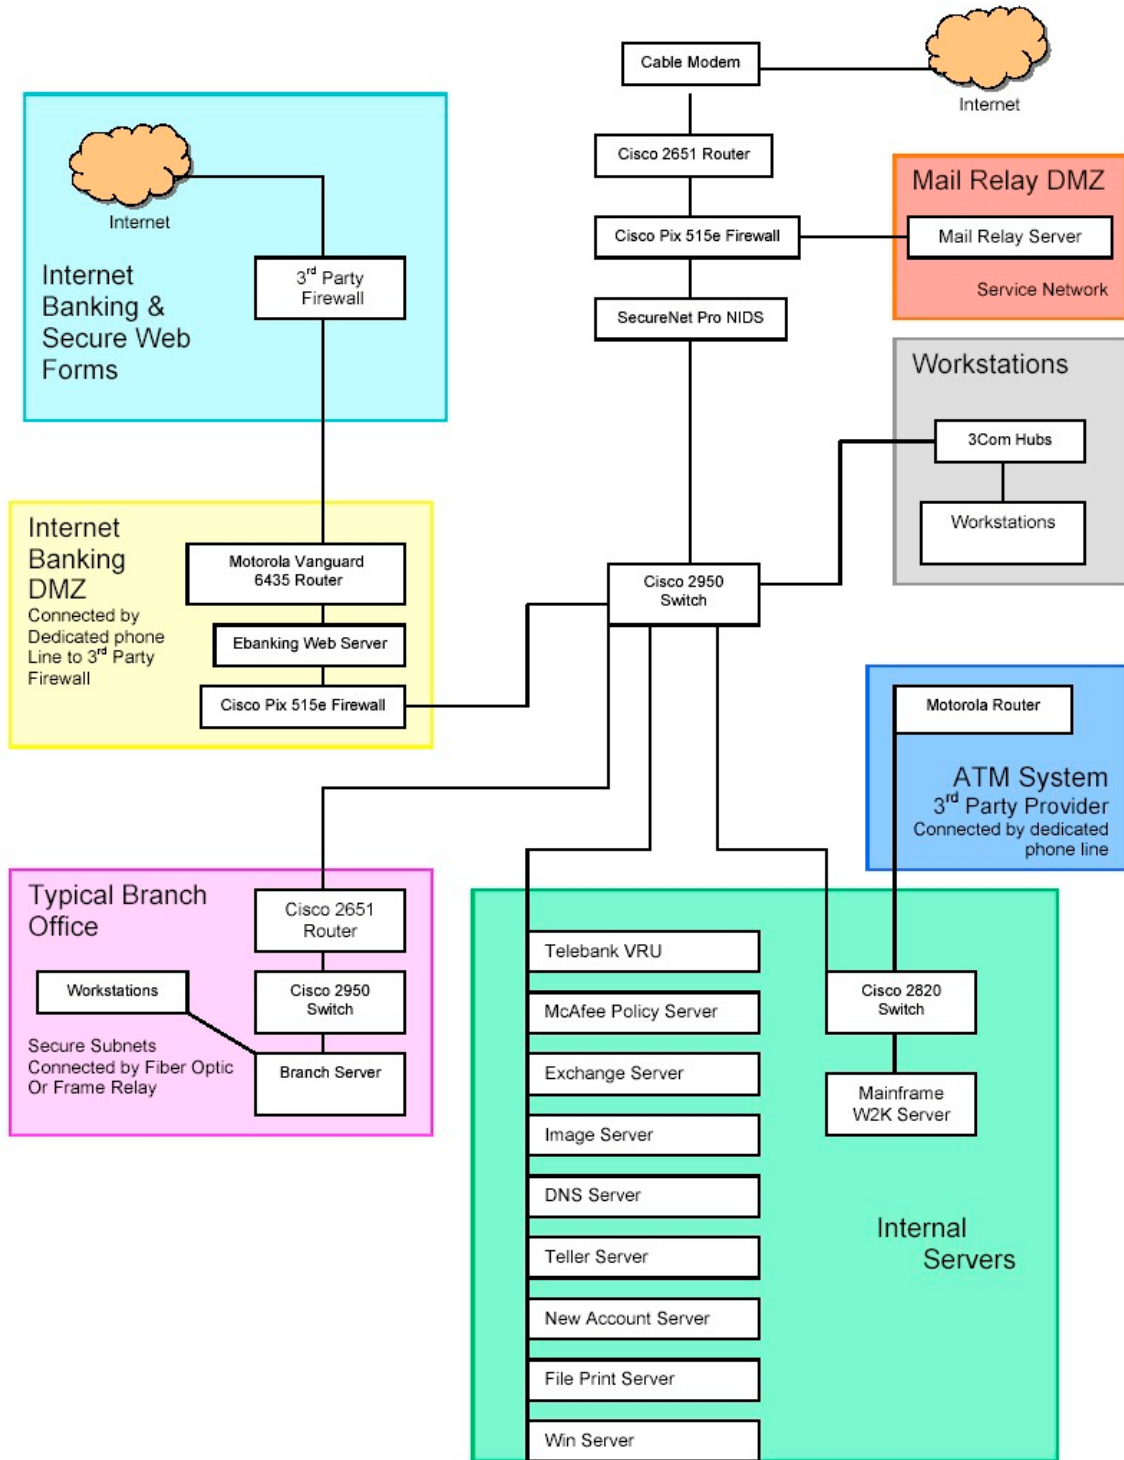 Cable Modem
Internet
Cisco 2651 Router
Mail Relay DMZ
Cisco Pix 515e Firewall
Mail Relay Server
Service Network
SecureNet Pro NIDS
Internet
3rd Party
Firewall
Internet
Banking &
Secure Web
Forms
Workstations
3Com Hubs
Workstations
Internet
Banking
DMZ
Connected by
Dedicated phone
Line to 3rd Party
Firewall
Motorola Vanguard
6435 Router
Ebanking Web Server
Cisco Pix 515e Firewall
Cisco 2950
Switch
Motorola Router
ATM System
3rd Party Provider
Connected by dedicated
phone line
Typical Branch
Office
Cisco 2651
Router
Workstations
Cisco 2950
Switch
Secure Subnets
Connected by Fiber Optic
Or Frame Relay
Branch Server
Telebank VRU
McAfee Policy Server
Exchange Server
Image Server
DNS Server
Teller Server
New Account Server
File Print Server
Win Server
Cisco 2820
Switch
Mainframe
W2K Server
Internal
Servers